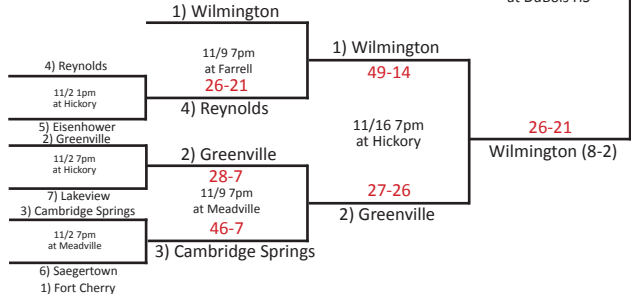 at DuBois HS
1) Wilmington
11/9 7pm
at Farrell
26-21
4) Reynolds
4) Reynolds
11/2 1pm
at Hickory
5) Eisenhower
2) Greenville
11/2 7pm
at Hickory
7) Lakeview
3) Cambridge Springs
11/2 7pm
at Meadville
6) Saegertown
1) Fort Cherry
2) Greenville
28-7
11/9 7pm
at Meadville
46-7
3) Cambridge Springs
1) Wilmington
49-14
11/16 7pm
at Hickory
27-26
2) Greenville
26-21
Wilmington (8-2)